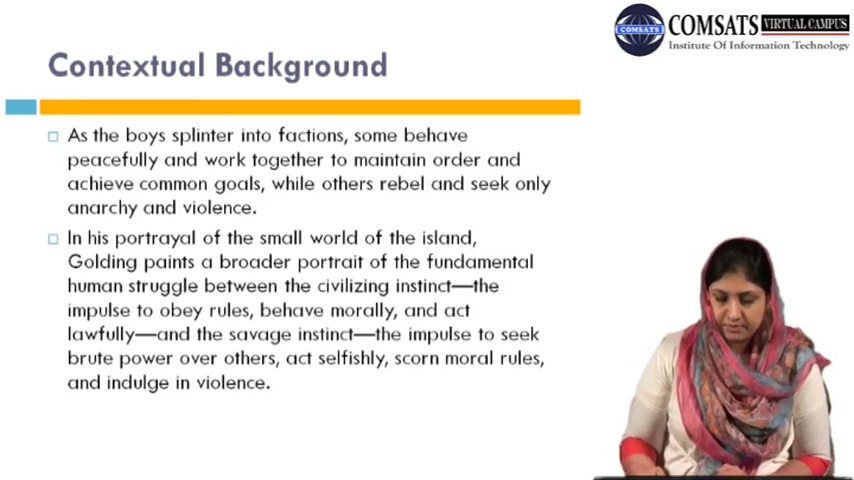 COMSATS VIRTUAL CAMPUS
COMSATS
Institute Of Information Technology
Contextual Background
As the boys splinter into factions, some behave
peacefully and work together to maintain order and
achieve common goals, while others rebel and seek only
anarchy and violence.
In his portrayal of the small world of the island,
Golding paints a broader portrait of the fundamental
human struggle between the civilizing instinct—the
impulse to obey rules, behave morally, and act
lawfully—and the savage instinct—the impulse to seek
brute power over others, act selfishly, scorn moral rules,
and indulge in violence.